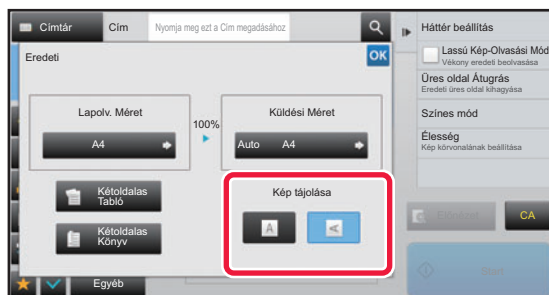 Címtár
Cím
Nyomja meg ezt a Cím megadásához
Háttér beállítás
Eredeti
OK
Lassú Kép-Olvasási Mód
Vékony eredeti beolvasása
Üres oldal Átugrás
Eredeti üres oldal kihagyása
Lapolv. Méret
100%
Küldési Méret
Színes mód
A4
Auto A4
Élesség
Kép körvonalának beállítása
Kétoldalas
Tabló
Kép tájolása
A
A
Kétoldalas
Könyv
Előnézet
CA
Start
Egyéb